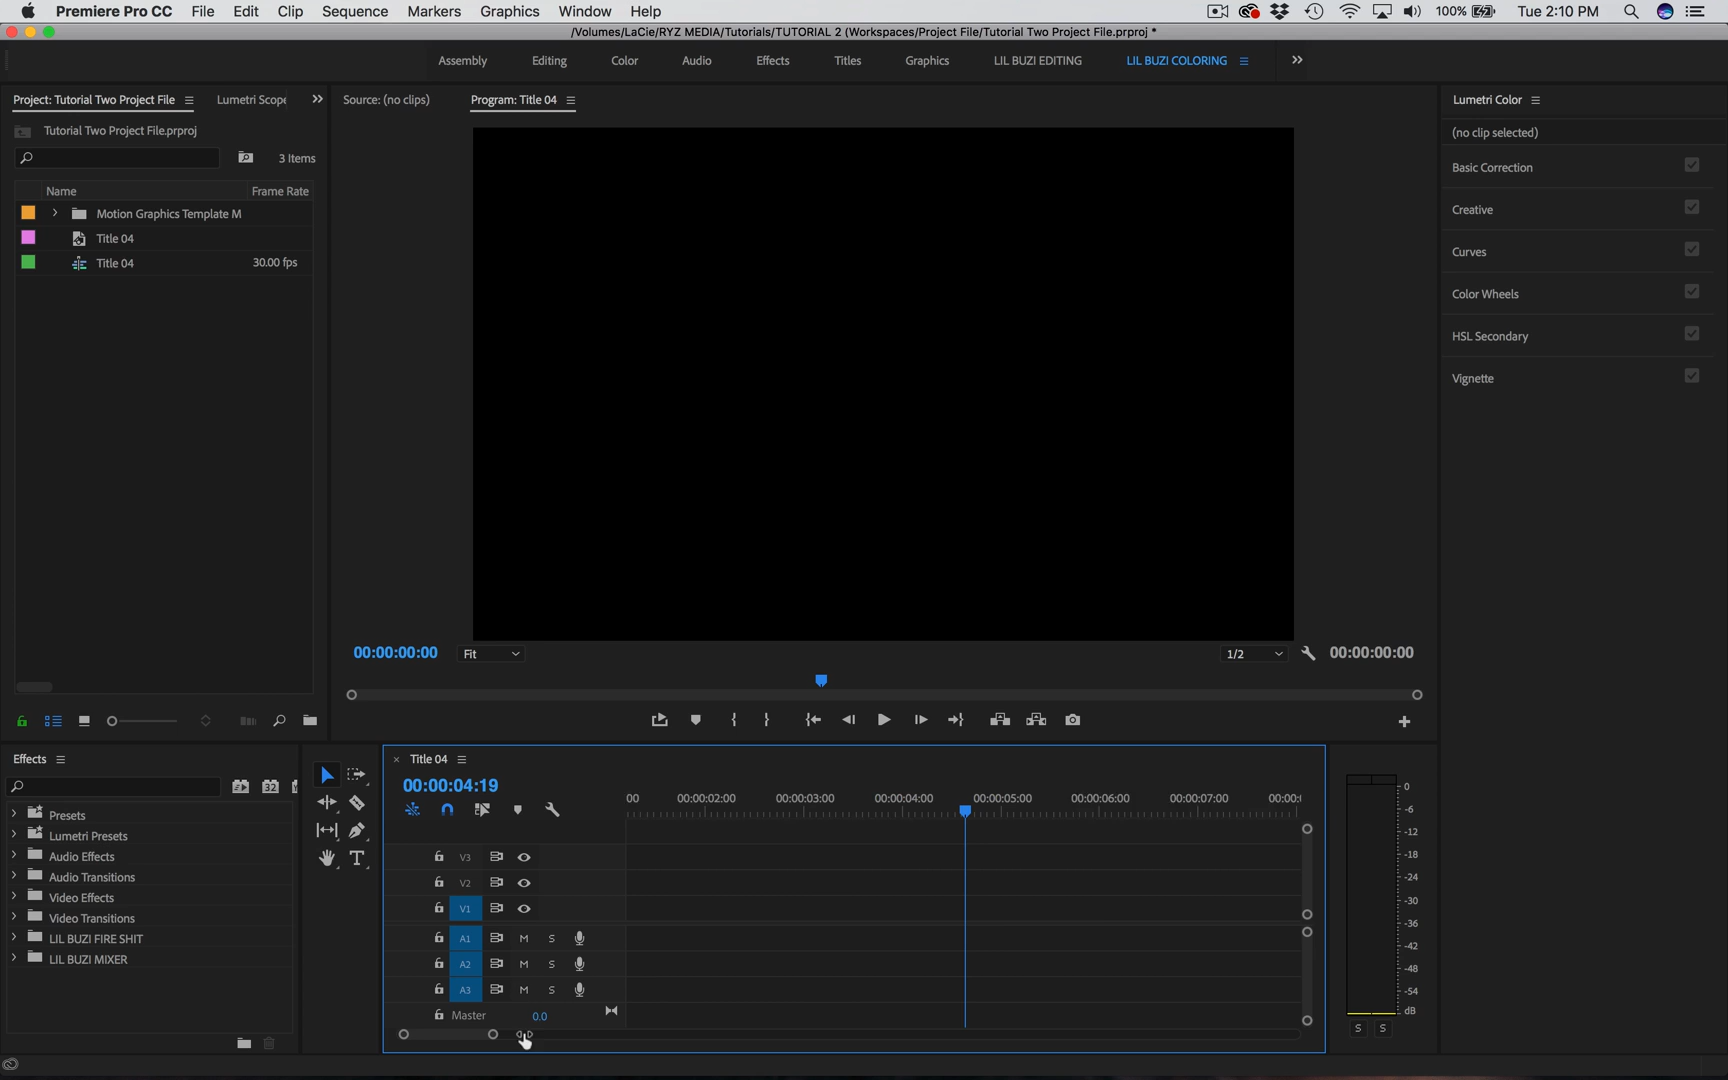 Premiere Pro CC File Edit Clip Sequence Markers Graphics Window Help 100% Tue 2:10 PM
/Volumes/LaCie/RYZ MEDIA/Tutorials/TUTORIAL 2 (Workspaces/Project File/Tutorial Two Project File.prproj *
Assembly Editing Color Audio Effects Titles Graphics LIL BUZI EDITING LIL BUZI COLORING
Project: Tutorial Two Project File Lumetri Scope
Tutorial Two Project File.prproj
3 Items
Name Frame Rate
Motion Graphics Template M
Title 04
Title 04 30.00 fps
Source: (no clips) Program: Title 04
00:00:00:00 Fit 1/2 00:00:00:00
Lumetri Color
(no clip selected)
Basic Correction
Creative
Curves
Color Wheels
HSL Secondary
Vignette
Effects
32
Presets
Lumetri Presets
Audio Effects
Audio Transitions
Video Effects
Video Transitions
LIL BUZI FIRE SHIT
LIL BUZI MIXER
T
Title 04
00:00:04:19
00 00:00:02:00 00:00:03:00 00:00:04:00 00:00:05:00 00:00:06:00 00:00:07:00 00:00:
V3
V2
V1
A1 M S
A2 M S
A3 M S
Master 0.0
0
-6
-12
-18
-24
-30
-36
-42
-48
-54
dB
S S